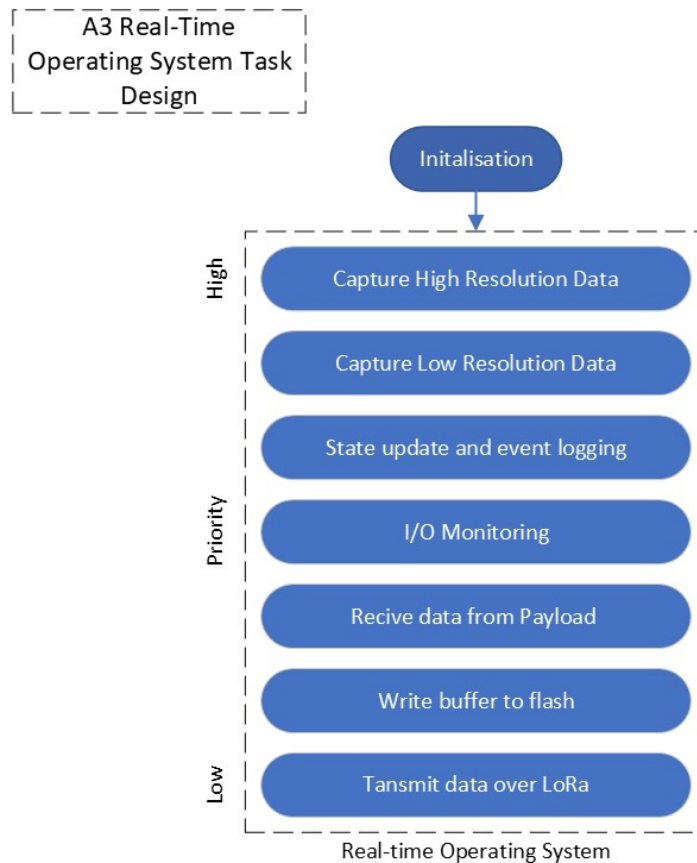 A3 Real-Time
Operating System Task
Design
Initalisation
High
Capture High Resolution Data
Capture Low Resolution Data
State update and event logging
Priority
I/O Monitoring
Recive data from Payload
Write buffer to flash
Low
Tansmit data over LoRa
Real-time Operating System